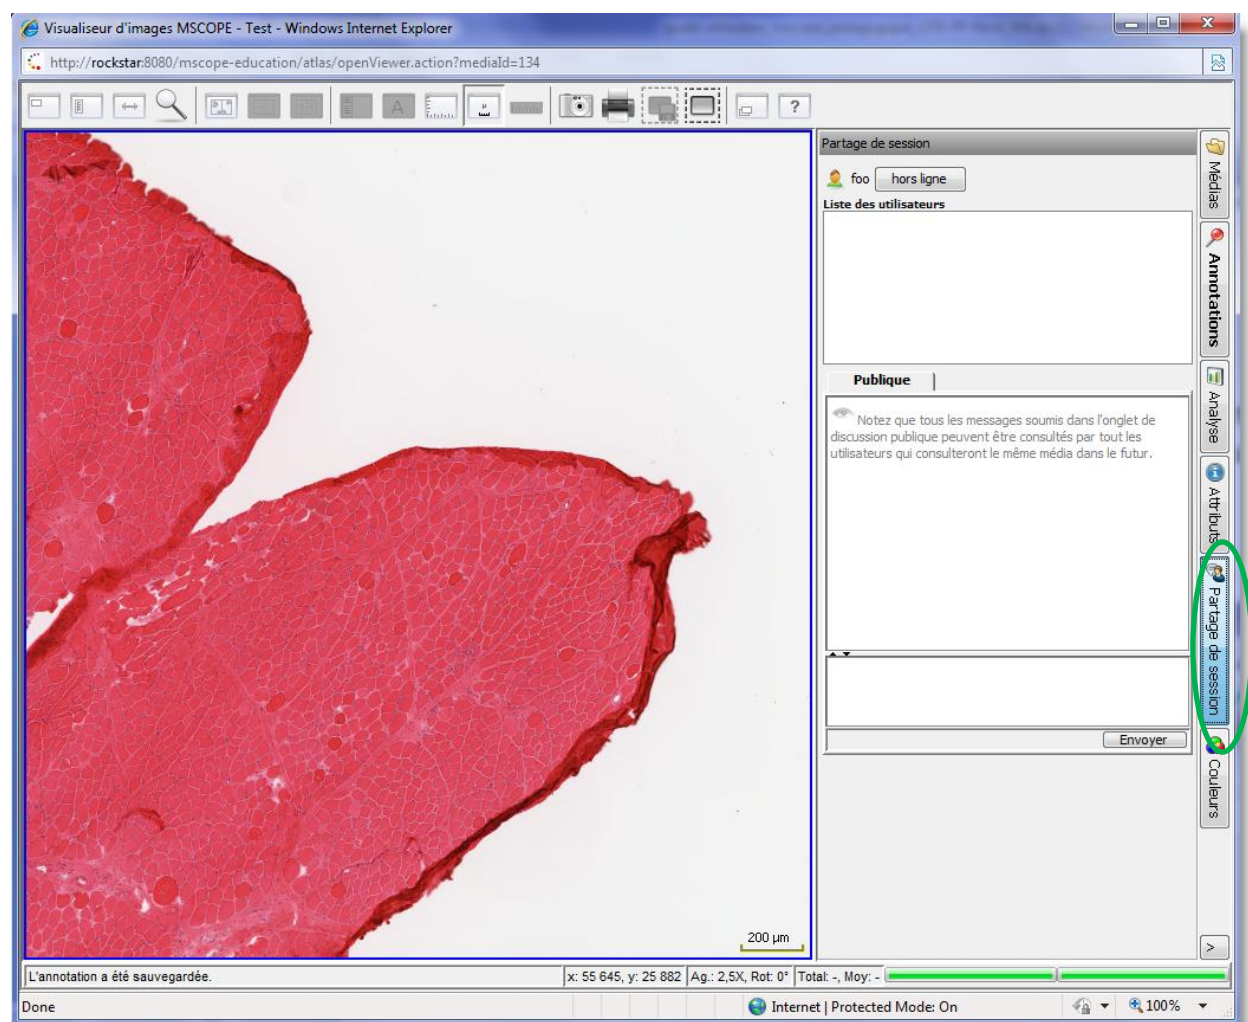 Visualiseur d'images MSCOPE - Test - Windows Internet Explorer
http://rockstar:8080/mscope-education/atlas/openViewer.action?mediaId=134
A
µ
?
Partage de session
foo hors ligne
Liste des utilisateurs
Publique
Notez que tous les messages soumis dans l'onglet de
discussion publique peuvent être consultés par tout les
utilisateurs qui consulteront le même média dans le futur.
Envoyer
Médias
Annotations
Analyse
Attributs
Partage de session
Couleurs
>
200 µm
L'annotation a été sauvegardée.
x: 55 645, y: 25 882 Ag.: 2,5X, Rot: 0° Total: -, Moy: -
Done
Internet | Protected Mode: On
100%